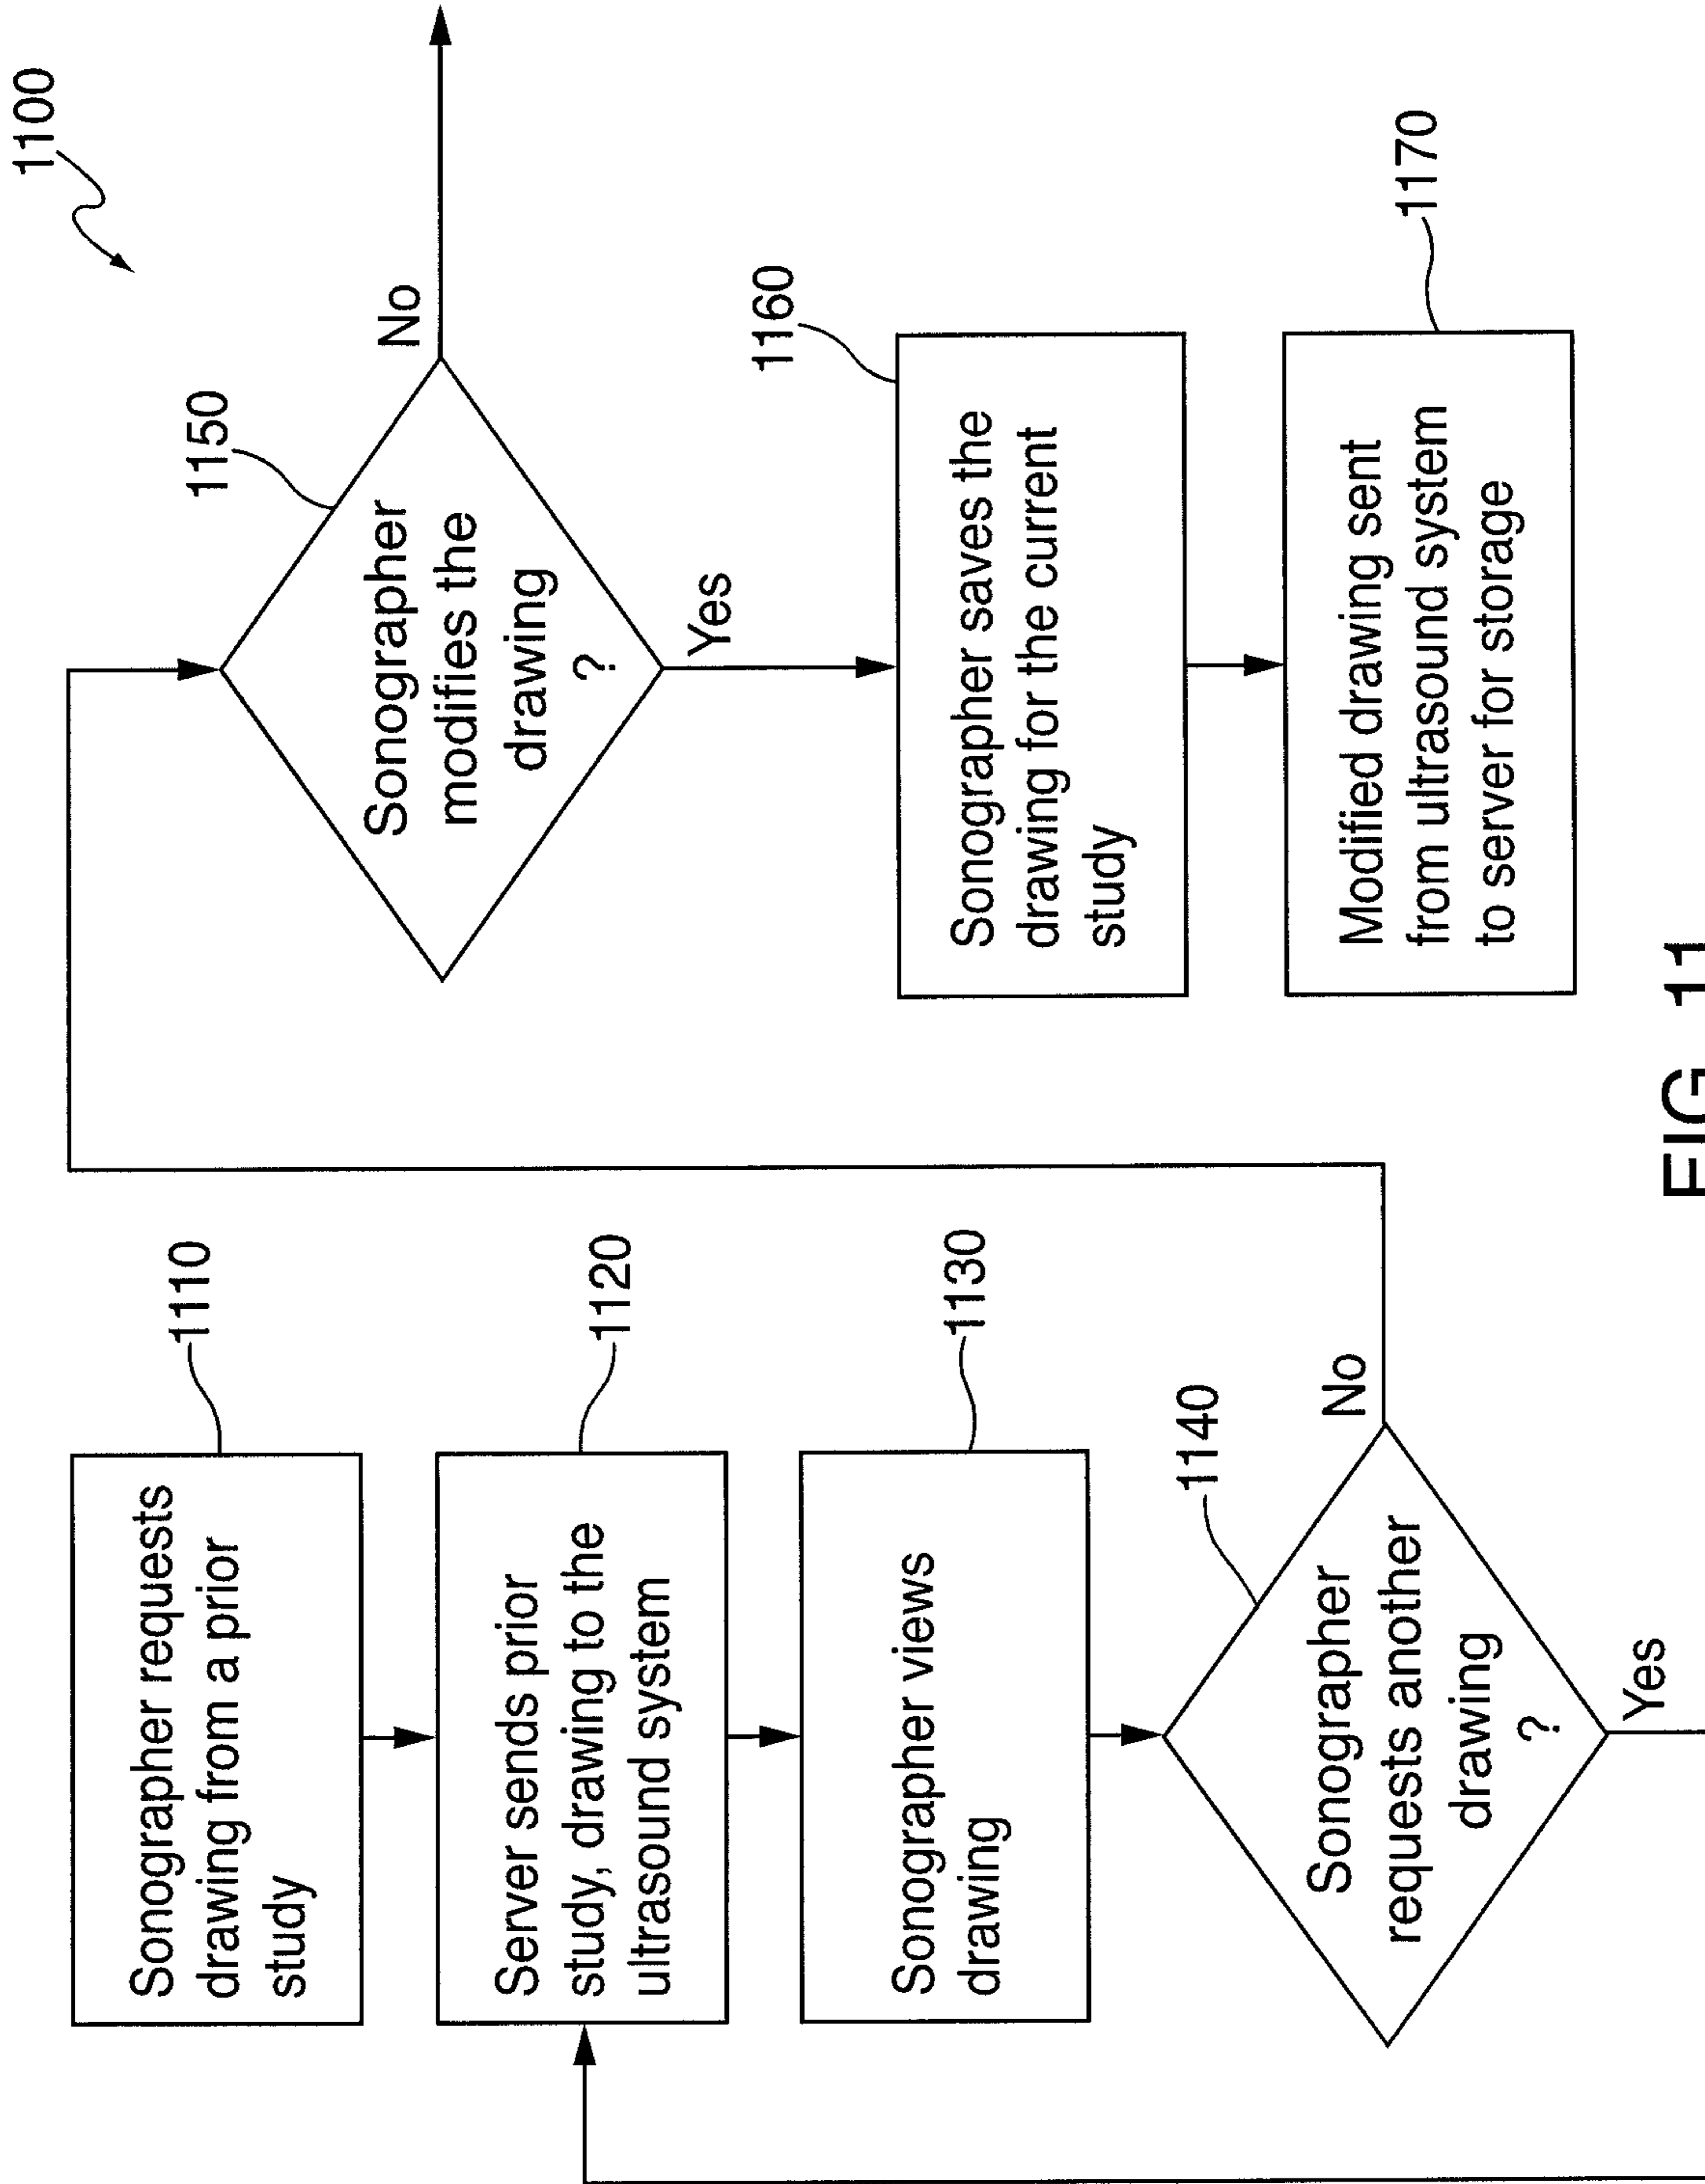 1100
Sonographer requests
drawing from a prior
study
1110
Server sends prior
study, drawing to the
ultrasound system
1120
Sonographer views
drawing
1130
Sonographer
requests another
drawing
?
1140
No
Yes
Sonographer
modifies the
drawing
?
1150
No
Yes
Sonographer saves the
drawing for the current
study
1160
Modified drawing sent
from ultrasound system
to server for storage
1170
FIG. 11